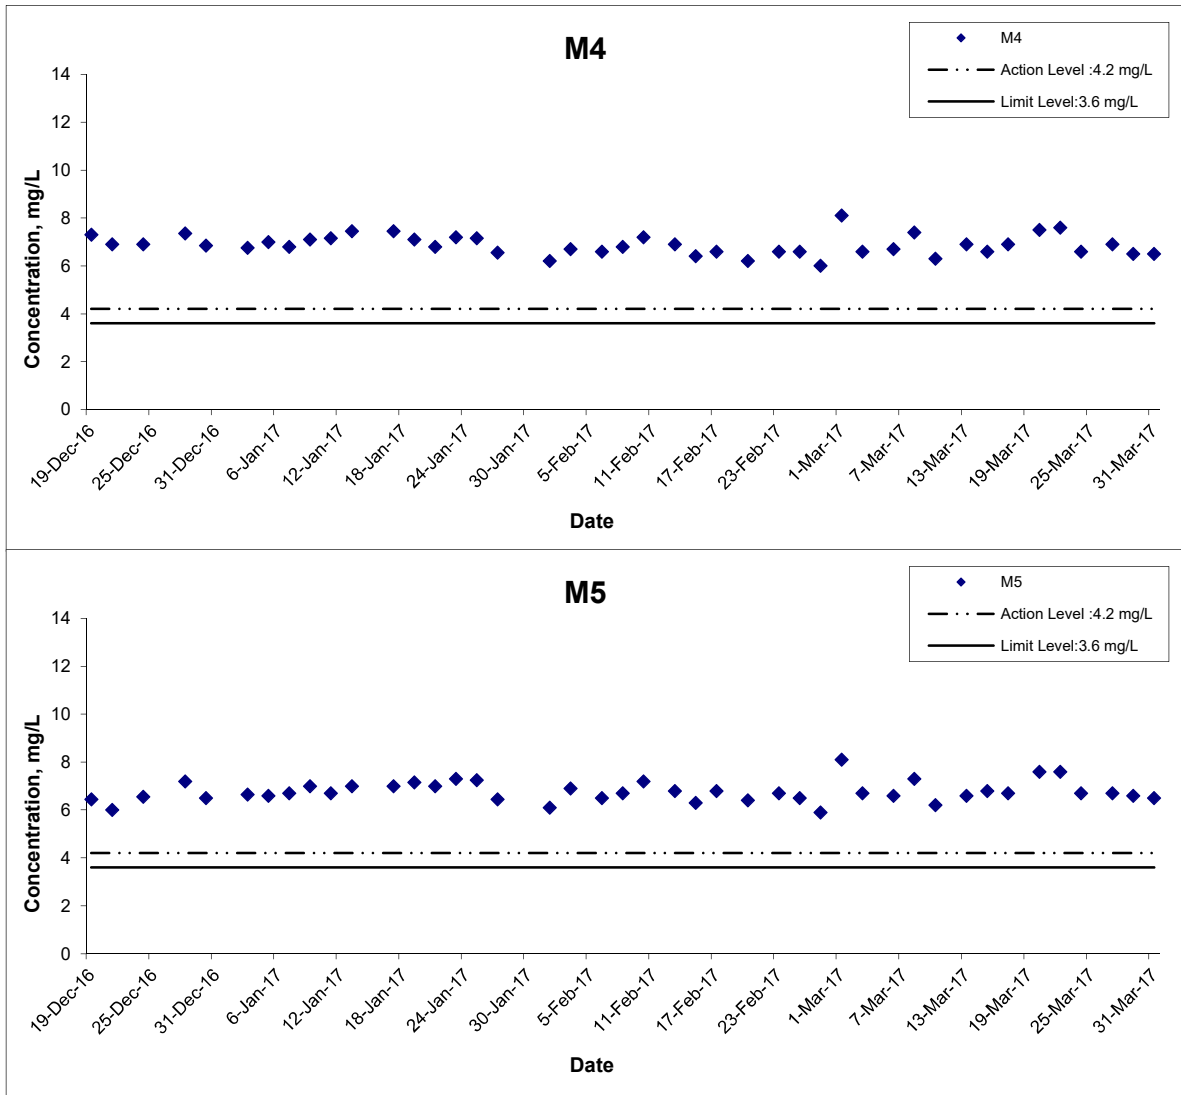 M4
M4
Action Level :4.2 mg/L
Limit Level:3.6 mg/L
Concentration, mg/L
14
12
10
8
6
4
2
0
19-Dec-16
25-Dec-16
31-Dec-16
6-Jan-17
12-Jan-17
18-Jan-17
24-Jan-17
30-Jan-17
5-Feb-17
11-Feb-17
17-Feb-17
23-Feb-17
1-Mar-17
7-Mar-17
13-Mar-17
19-Mar-17
25-Mar-17
31-Mar-17
Date
M5
M5
Action Level :4.2 mg/L
Limit Level:3.6 mg/L
Concentration, mg/L
14
12
10
8
6
4
2
0
19-Dec-16
25-Dec-16
31-Dec-16
6-Jan-17
12-Jan-17
18-Jan-17
24-Jan-17
30-Jan-17
5-Feb-17
11-Feb-17
17-Feb-17
23-Feb-17
1-Mar-17
7-Mar-17
13-Mar-17
19-Mar-17
25-Mar-17
31-Mar-17
Date